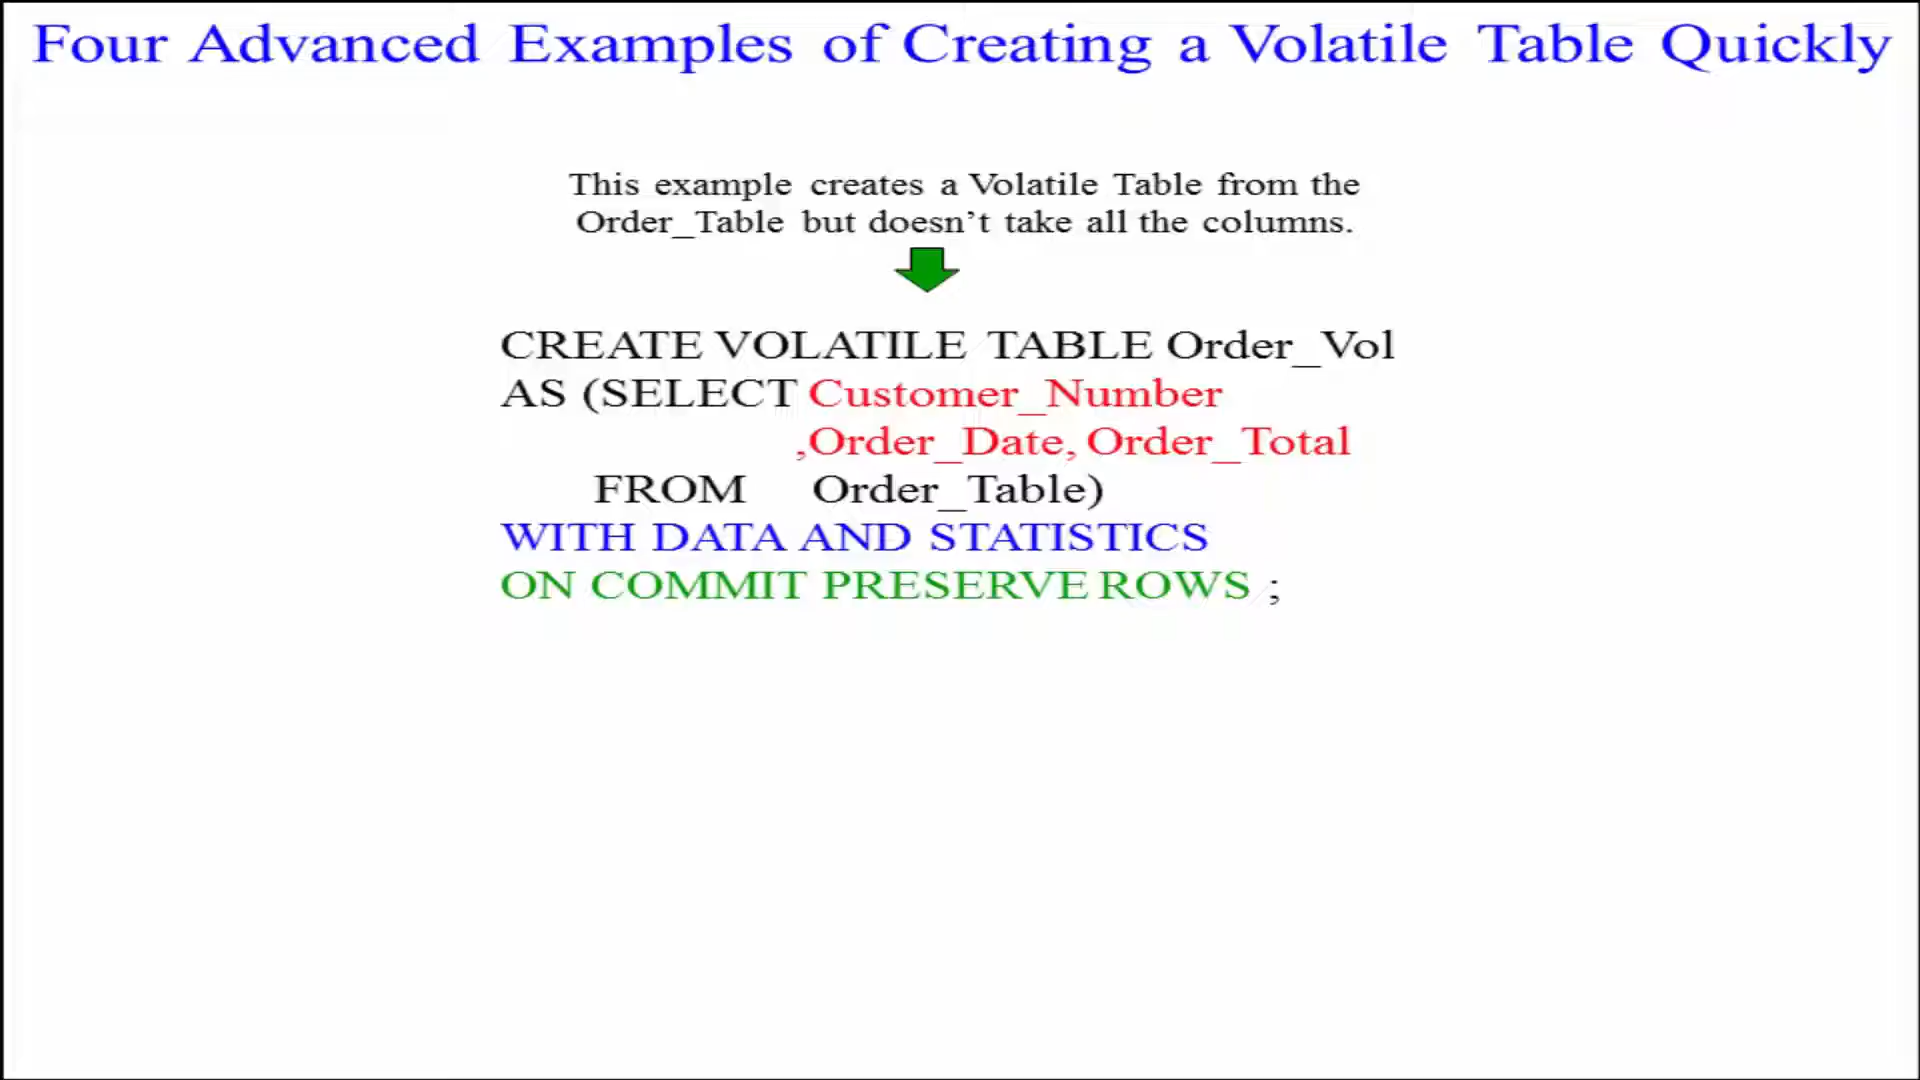 Four Advanced Examples of Creating a Volatile Table Quickly
This example creates a Volatile Table from the
Order_Table but doesn’t take all the columns.
CREATE VOLATILE TABLE Order_Vol
AS (SELECT Customer_Number
,Order_Date, Order_Total
FROM Order_Table)
WITH DATA AND STATISTICS
ON COMMIT PRESERVE ROWS ;